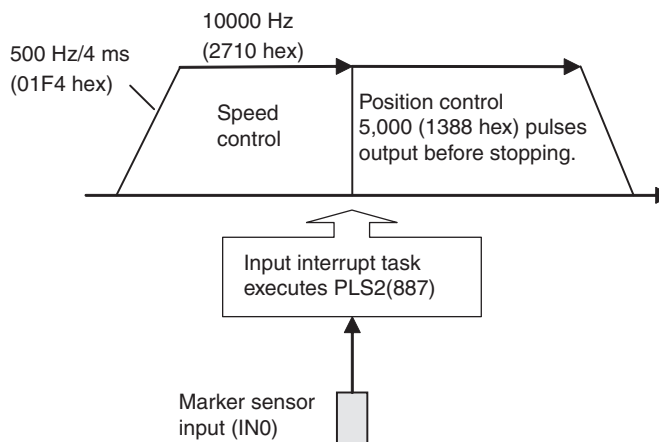 10000 Hz
(2710 hex)
500 Hz/4 ms
(01F4 hex)
Speed
control
Position control
5,000 (1388 hex) pulses
output before stopping.
Input interrupt task
executes PLS2(887)
Marker sensor
input (IN0)